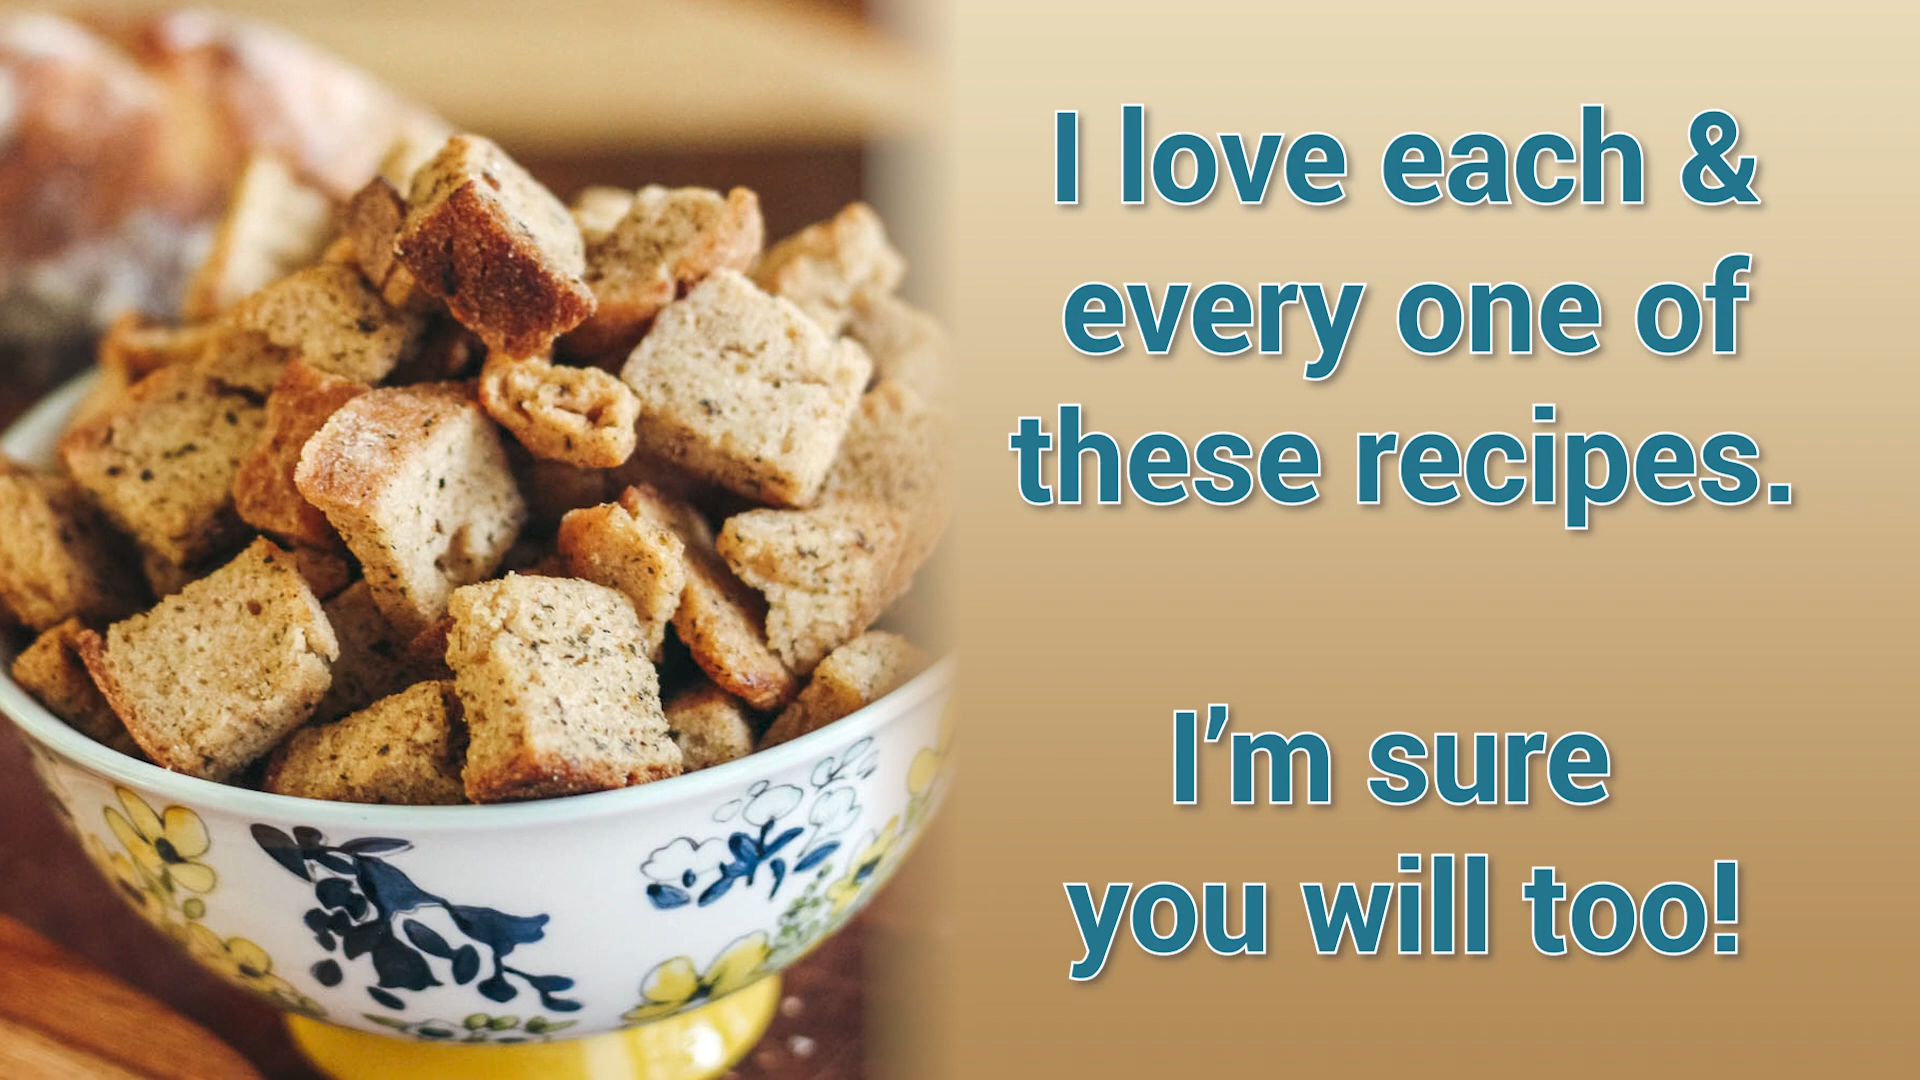 I love each &
every one of
these recipes.
I’m sure
you will too!